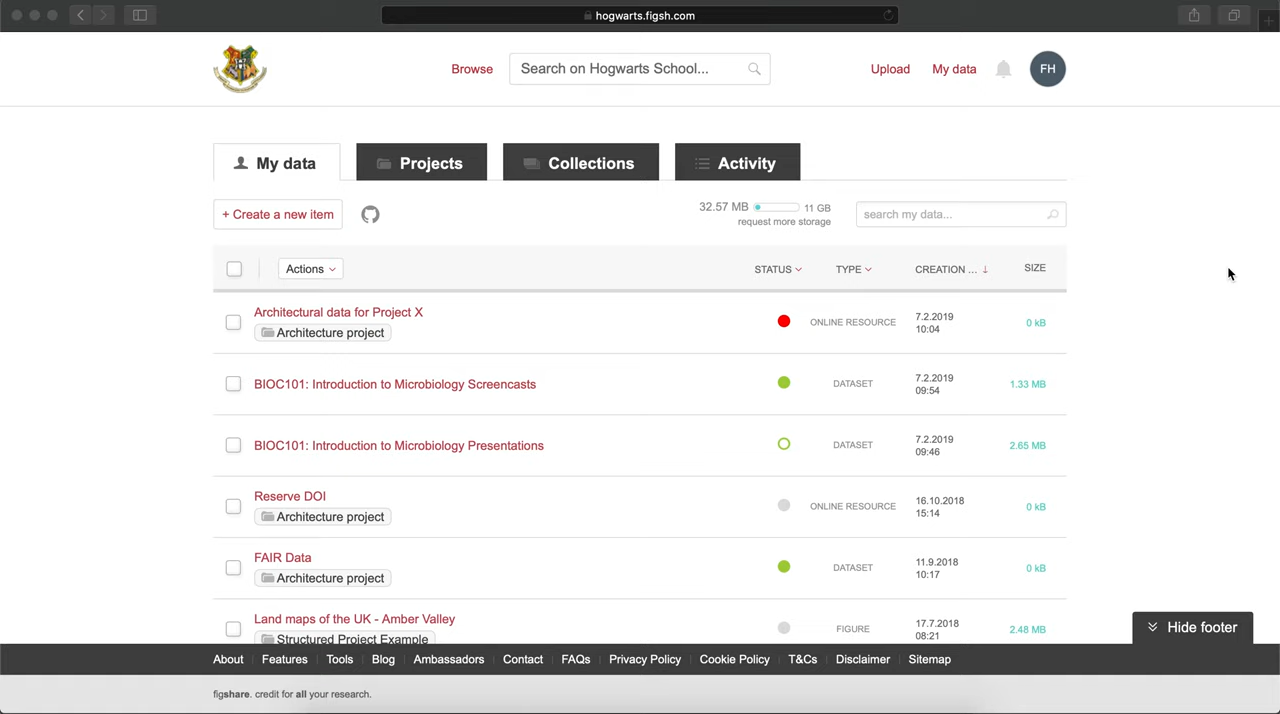 hogwarts.figsh.com
Browse
Search on Hogwarts School...
Upload
My data
FH
My data
Projects
Collections
Activity
+ Create a new item
32.57 MB
11 GB
request more storage
search my data...
Actions
STATUS
TYPE
CREATION ...
SIZE
Architectural data for Project X
Architecture project
ONLINE RESOURCE
7.2.2019
10:04
0 kB
BIOC101: Introduction to Microbiology Screencasts
DATASET
7.2.2019
09:54
1.33 MB
BIOC101: Introduction to Microbiology Presentations
DATASET
7.2.2019
09:46
2.65 MB
Reserve DOI
Architecture project
ONLINE RESOURCE
16.10.2018
15:14
0 kB
FAIR Data
Architecture project
DATASET
11.9.2018
10:17
0 kB
Land maps of the UK - Amber Valley
Structured Project Example
FIGURE
17.7.2018
08:21
2.48 MB
Hide footer
About Features Tools Blog Ambassadors Contact FAQs Privacy Policy Cookie Policy T&Cs Disclaimer Sitemap
figshare. credit for all your research.